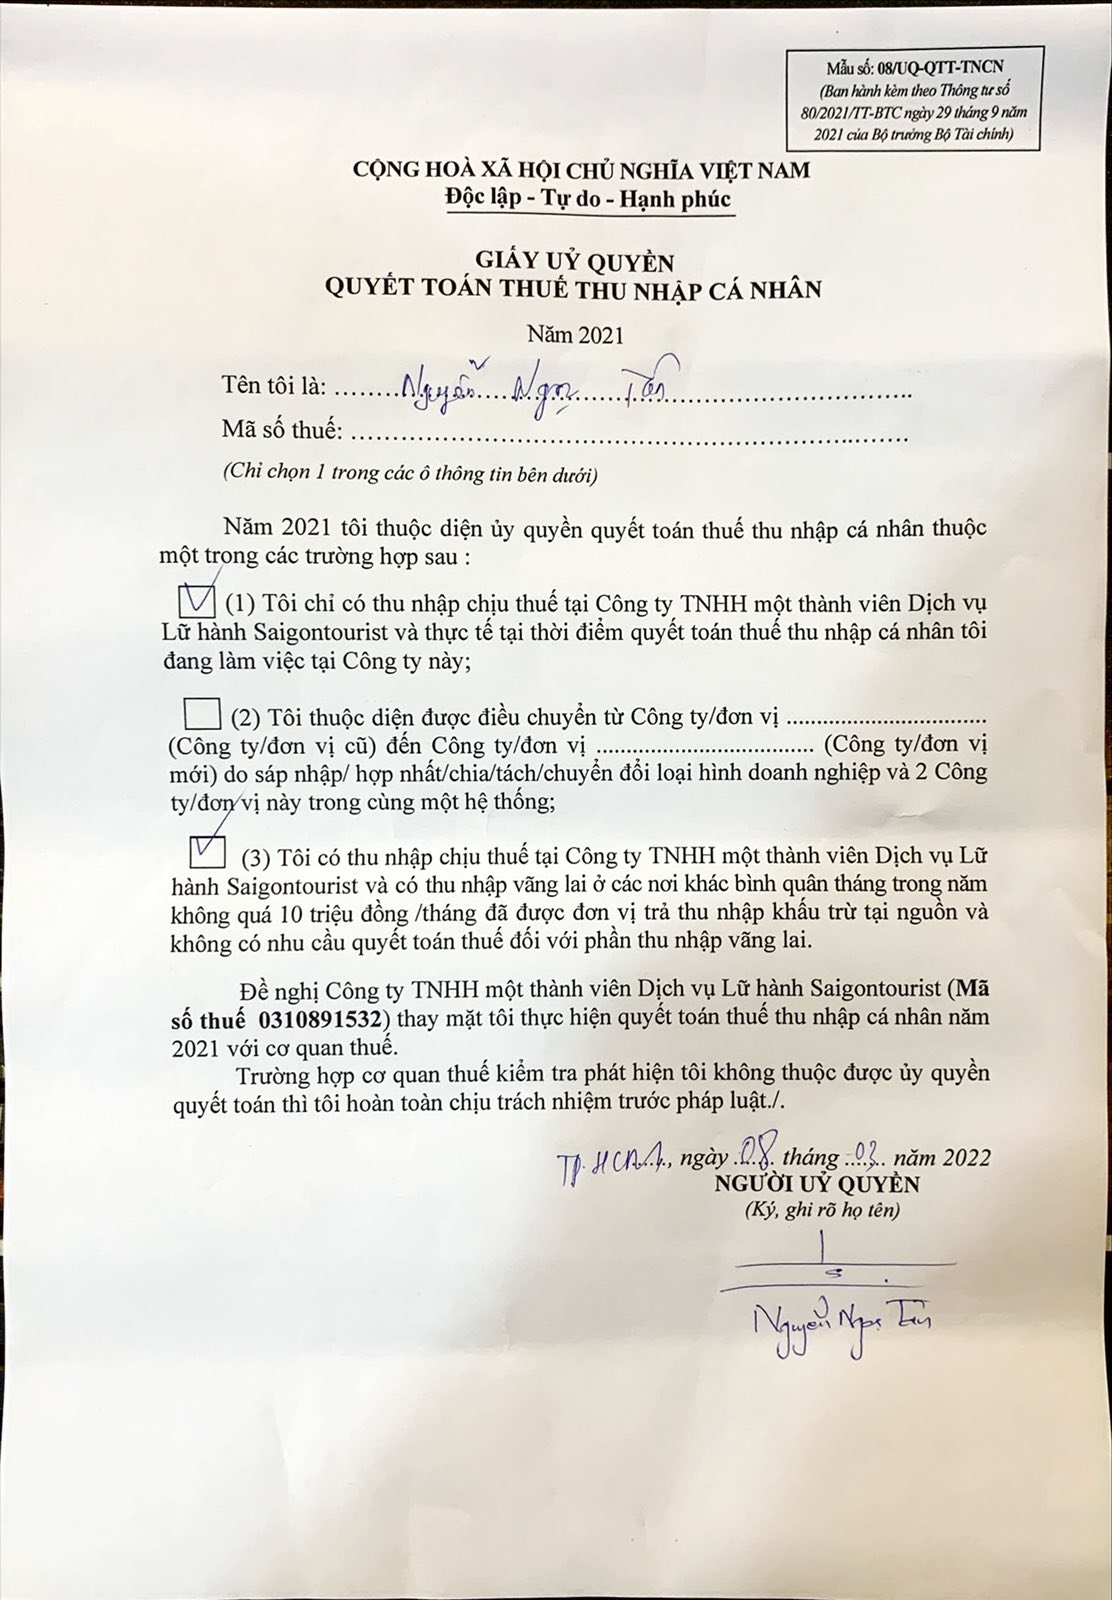 Mẫu số: 08/UQ-QTT-TNCN
(Ban hành kèm theo Thông tư số
80/2021/TT-BTC ngày 29 tháng 9 năm
2021 của Bộ trưởng Bộ Tài chính)
CỘNG HOÀ XÃ HỘI CHỦ NGHĨA VIỆT NAM
Độc lập - Tự do - Hạnh phúc
GIẤY UỶ QUYỀN
QUYẾT TOÁN THUẾ THU NHẬP CÁ NHÂN
Năm 2021
Tên tôi là: ........Nguyễn Ngọc Tấn........
Mã số thuế: ........
(Chỉ chọn 1 trong các ô thông tin bên dưới)
Năm 2021 tôi thuộc diện ủy quyền quyết toán thuế thu nhập cá nhân thuộc
một trong các trường hợp sau :
(1) Tôi chỉ có thu nhập chịu thuế tại Công ty TNHH một thành viên Dịch vụ
Lữ hành Saigontourist và thực tế tại thời điểm quyết toán thuế thu nhập cá nhân tôi
đang làm việc tại Công ty này;
(2) Tôi thuộc diện được điều chuyển từ Công ty/đơn vị ........
(Công ty/đơn vị cũ) đến Công ty/đơn vị ........ (Công ty/đơn vị
mới) do sáp nhập/ hợp nhất/chia/tách/chuyển đổi loại hình doanh nghiệp và 2 Công
ty/đơn vị này trong cùng một hệ thống;
(3) Tôi có thu nhập chịu thuế tại Công ty TNHH một thành viên Dịch vụ Lữ
hành Saigontourist và có thu nhập vãng lai ở các nơi khác bình quân tháng trong năm
không quá 10 triệu đồng /tháng đã được đơn vị trả thu nhập khấu trừ tại nguồn và
không có nhu cầu quyết toán thuế đối với phần thu nhập vãng lai.
Đề nghị Công ty TNHH một thành viên Dịch vụ Lữ hành Saigontourist (Mã
số thuế 0310891532) thay mặt tôi thực hiện quyết toán thuế thu nhập cá nhân năm
2021 với cơ quan thuế.
Trường hợp cơ quan thuế kiểm tra phát hiện tôi không thuộc được ủy quyền
quyết toán thì tôi hoàn toàn chịu trách nhiệm trước pháp luật./.
TP. HCM, ngày 08 tháng 03 năm 2022
NGƯỜI UỶ QUYỀN
(Ký, ghi rõ họ tên)
Nguyễn Ngọc Tấn